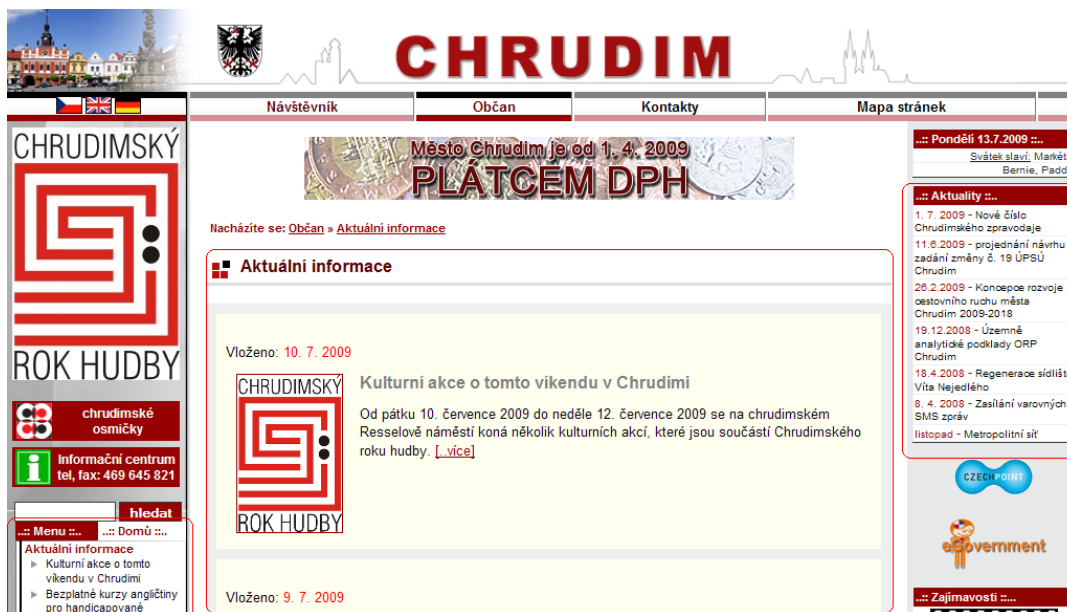 CHRUDIM
Návštěvník
Občan
Kontakty
Mapa stránek
CHRUDIMSKÝ
ROK HUDBY
chrudimské
osmičky
Informační centrum
tel, fax: 469 645 821
hledat
..:: Menu ::..
..:: Domů ::..
Aktuální informace
Kulturní akce o tomto
víkendu v Chrudimi
Bezplatné kurzy angličtiny
pro handicapované
Město Chrudim je od 1. 4. 2009
PLÁTCEM DPH
Nacházíte se: Občan » Aktuální informace
Aktuální informace
Vloženo: 10. 7. 2009
CHRUDIMSKÝ
ROK HUDBY
Kulturní akce o tomto víkendu v Chrudimi
Od pátku 10. července 2009 do neděle 12. července 2009 se na chrudimském
Resselově náměstí koná několik kulturních akcí, které jsou součástí Chrudimského
roku hudby. [..více]
Vloženo: 9. 7. 2009
..:: Pondělí 13.7.2009 ::..
Svátek slaví: Markét
Bernie, Padd
..:: Aktuality ::..
1. 7. 2009 - Nové číslo
Chrudimského zpravodaje
11.6.2009 - projednání návrhu
zadání změny č. 19 ÚPSÚ
Chrudim
26.2.2009 - Koncepce rozvoje
cestovního ruchu města
Chrudim 2009-2018
19.12.2008 - Územně
analytické podklady ORP
Chrudim
18.4.2008 - Regenerace sídlišt
Víta Nejedlého
8. 4. 2008 - Zasílání varovných
SMS zpráv
listopad - Metropolitní síť
CZECHPOINT
eGovernment
..:: Zajímavosti ::...